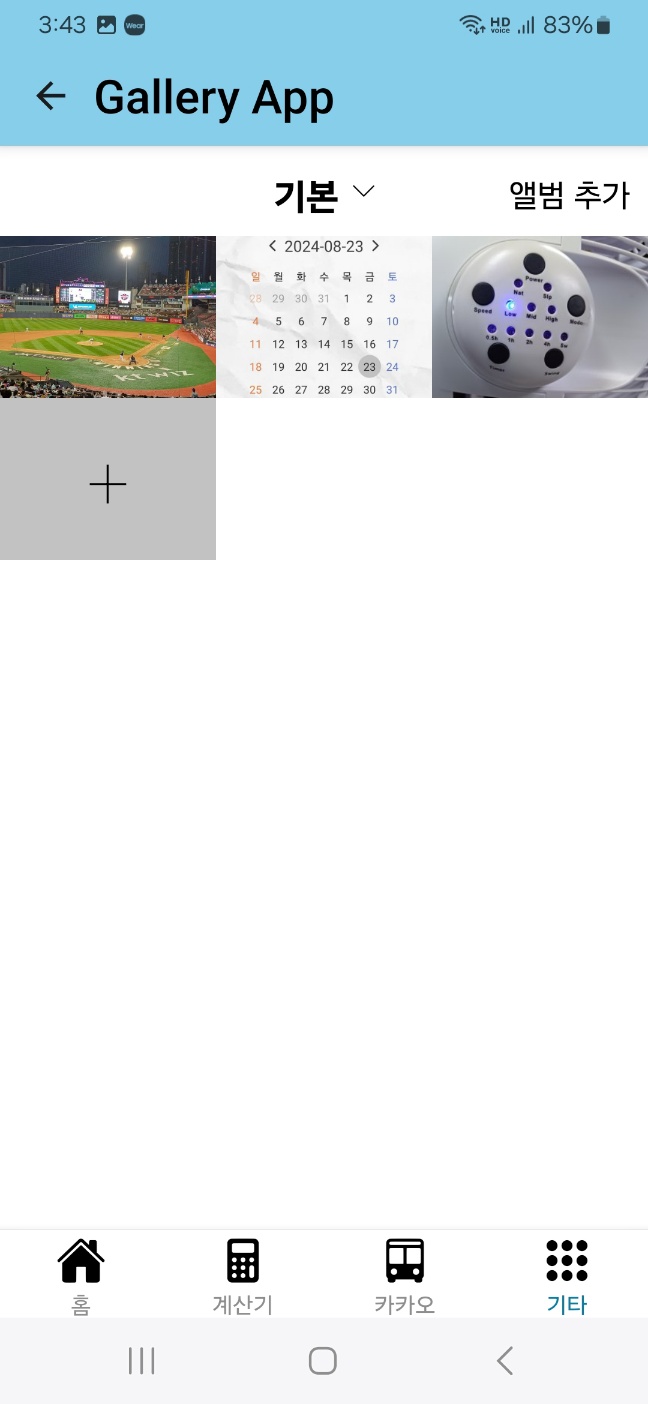 3:43 Wear HD voice 83%
Gallery App
기본 앨범 추가
2024-08-23
일 월 화 수 목 금 토
28 29 30 31 1 2 3
4 5 6 7 8 9 10
11 12 13 14 15 16 17
18 19 20 21 22 23 24
25 26 27 28 29 30 31
kt wiz
Power
Nat Slp
Speed Low Mid High Mode
0.5h 1h 2h 4h
홈 계산기 카카오 기타